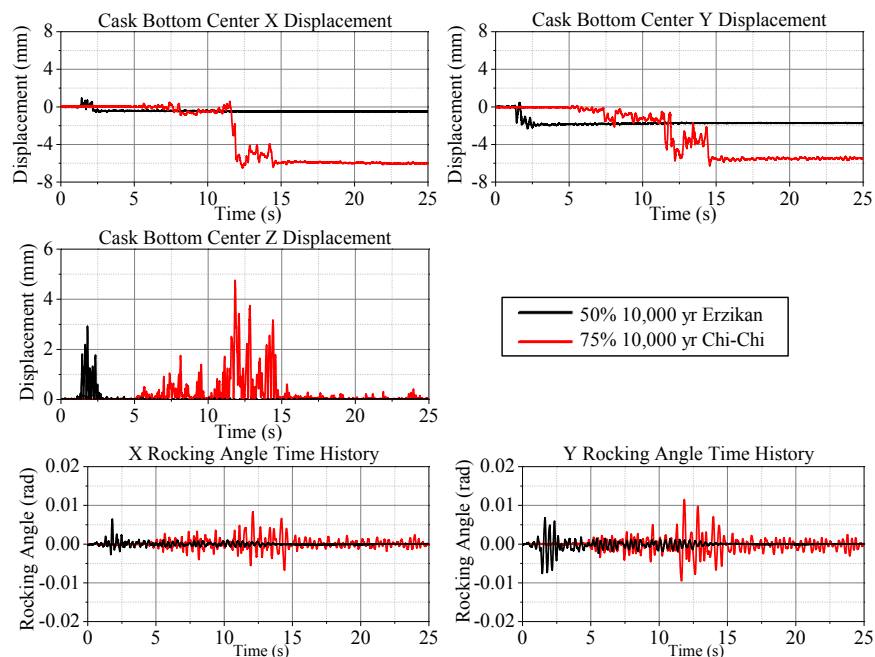 Cask Bottom Center X Displacement
Displacement (mm)
8
4
0
-4
-8
0 5 10 15 20 25
Time (s)
Cask Bottom Center Y Displacement
Displacement (mm)
8
4
0
-4
-8
0 5 10 15 20 25
Time (s)
Cask Bottom Center Z Displacement
Displacement (mm)
6
4
2
0
0 5 10 15 20 25
Time (s)
50% 10,000 yr Erzikan
75% 10,000 yr Chi-Chi
X Rocking Angle Time History
Rocking Angle (rad)
0.02
0.01
0.00
-0.01
-0.02
0 5 10 15 20 25
Time (s)
Y Rocking Angle Time History
Rocking Angle (rad)
0.02
0.01
0.00
-0.01
-0.02
0 5 10 15 20 25
Time (s)